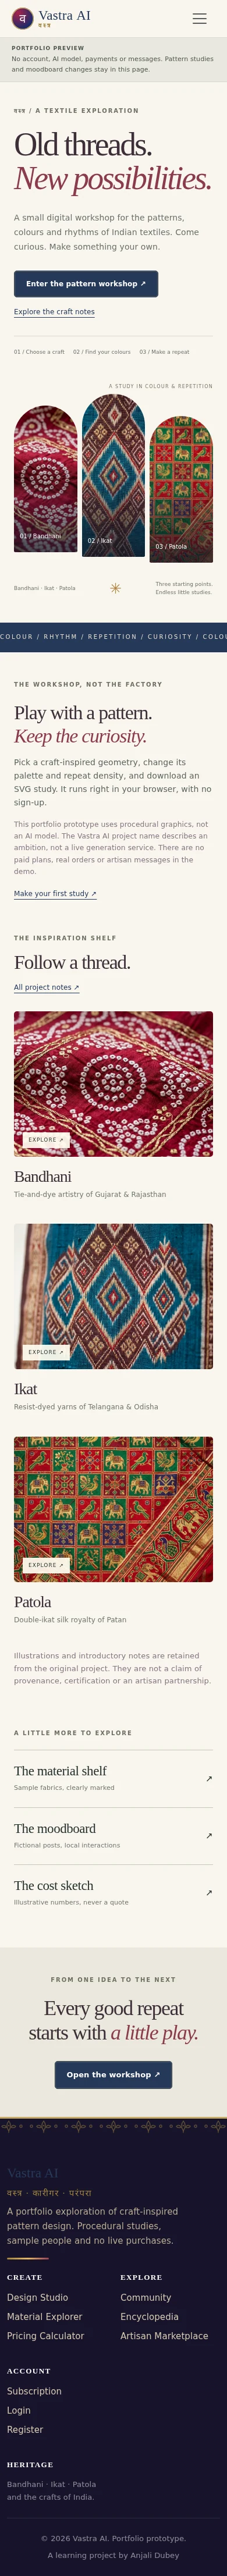 व
Vastra AI
वस्त्र
PORTFOLIO PREVIEW
No account, AI model, payments or messages. Pattern studies
and moodboard changes stay in this page.
वस्त्र / A TEXTILE EXPLORATION
Old threads.
New possibilities.
A small digital workshop for the patterns,
colours and rhythms of Indian textiles. Come
curious. Make something your own.
Enter the pattern workshop ↗
Explore the craft notes
01 / Choose a craft 02 / Find your colours 03 / Make a repeat
A STUDY IN COLOUR & REPETITION
01 / Bandhani
02 / Ikat
03 / Patola
Bandhani · Ikat · Patola
Three starting points.
Endless little studies.
COLOUR / RHYTHM / REPETITION / CURIOSITY / COLOU
THE WORKSHOP, NOT THE FACTORY
Play with a pattern.
Keep the curiosity.
Pick a craft-inspired geometry, change its
palette and repeat density, and download an
SVG study. It runs right in your browser, with no
sign-up.
This portfolio prototype uses procedural graphics, not
an AI model. The Vastra AI project name describes an
ambition, not a live generation service. There are no
paid plans, real orders or artisan messages in the
demo.
Make your first study ↗
THE INSPIRATION SHELF
Follow a thread.
All project notes ↗
EXPLORE ↗
Bandhani
Tie-and-dye artistry of Gujarat & Rajasthan
EXPLORE ↗
Ikat
Resist-dyed yarns of Telangana & Odisha
EXPLORE ↗
Patola
Double-ikat silk royalty of Patan
Illustrations and introductory notes are retained
from the original project. They are not a claim of
provenance, certification or an artisan partnership.
A LITTLE MORE TO EXPLORE
The material shelf
Sample fabrics, clearly marked
↗
The moodboard
Fictional posts, local interactions
↗
The cost sketch
Illustrative numbers, never a quote
↗
FROM ONE IDEA TO THE NEXT
Every good repeat
starts with a little play.
Open the workshop ↗
Vastra AI
वस्त्र · कारीगर · परंपरा
A portfolio exploration of craft-inspired
pattern design. Procedural studies,
sample people and no live purchases.
CREATE
Design Studio
Material Explorer
Pricing Calculator
EXPLORE
Community
Encyclopedia
Artisan Marketplace
ACCOUNT
Subscription
Login
Register
HERITAGE
Bandhani · Ikat · Patola
and the crafts of India.
© 2026 Vastra AI. Portfolio prototype.
A learning project by Anjali Dubey